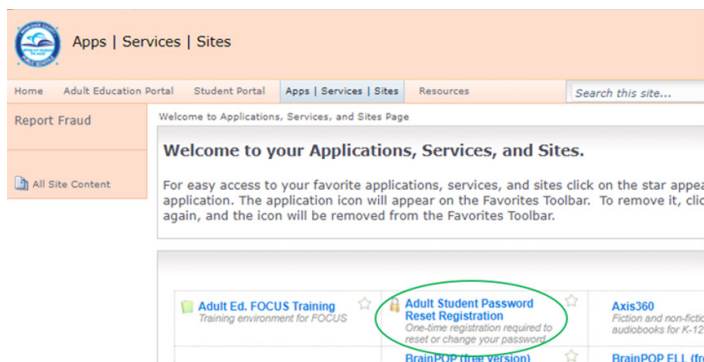 Apps | Services | Sites
Home Adult Education Portal Student Portal Apps | Services | Sites Resources Search this site...
Report Fraud
Welcome to Applications, Services, and Sites Page
Welcome to your Applications, Services, and Sites.
All Site Content
For easy access to your favorite applications, services, and sites click on the star appea
application. The application icon will appear on the Favorites Toolbar. To remove it, clic
again, and the icon will be removed from the Favorites Toolbar.
Adult Ed. FOCUS Training
Training environment for FOCUS
Adult Student Password
Reset Registration
One-time registration required to
reset or change your password
Axis360
Fiction and non-fictio
audiobooks for K-12
BrainPOP (free version)
BrainPOP ELL (fre